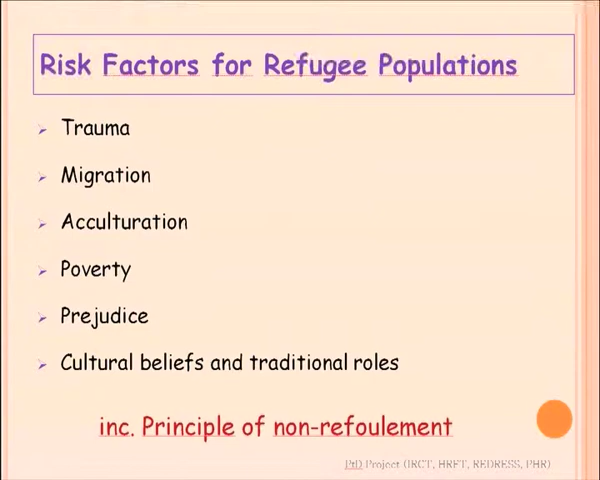 Risk Factors for Refugee Populations
Trauma
Migration
Acculturation
Poverty
Prejudice
Cultural beliefs and traditional roles
inc. Principle of non-refoulement
PtD Project (IRCT, HRFT, REDRESS, PHR)